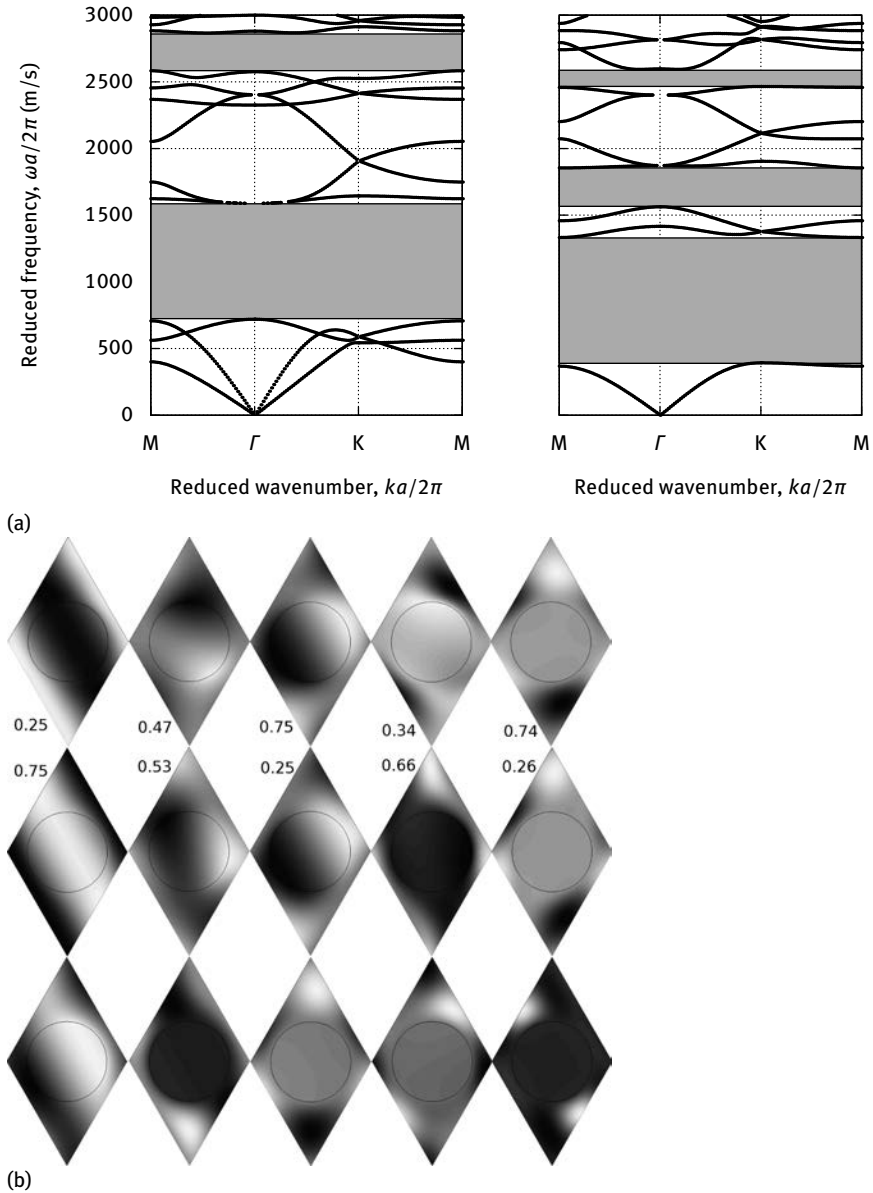 3000
2500
2000
1500
1000
500
0
Reduced frequency, ωa/2π (m/s)
M Γ K M
M Γ K M
Reduced wavenumber, ka/2π
Reduced wavenumber, ka/2π
(a)
0.25 0.47 0.75 0.34 0.74
0.75 0.53 0.25 0.66 0.26
(b)